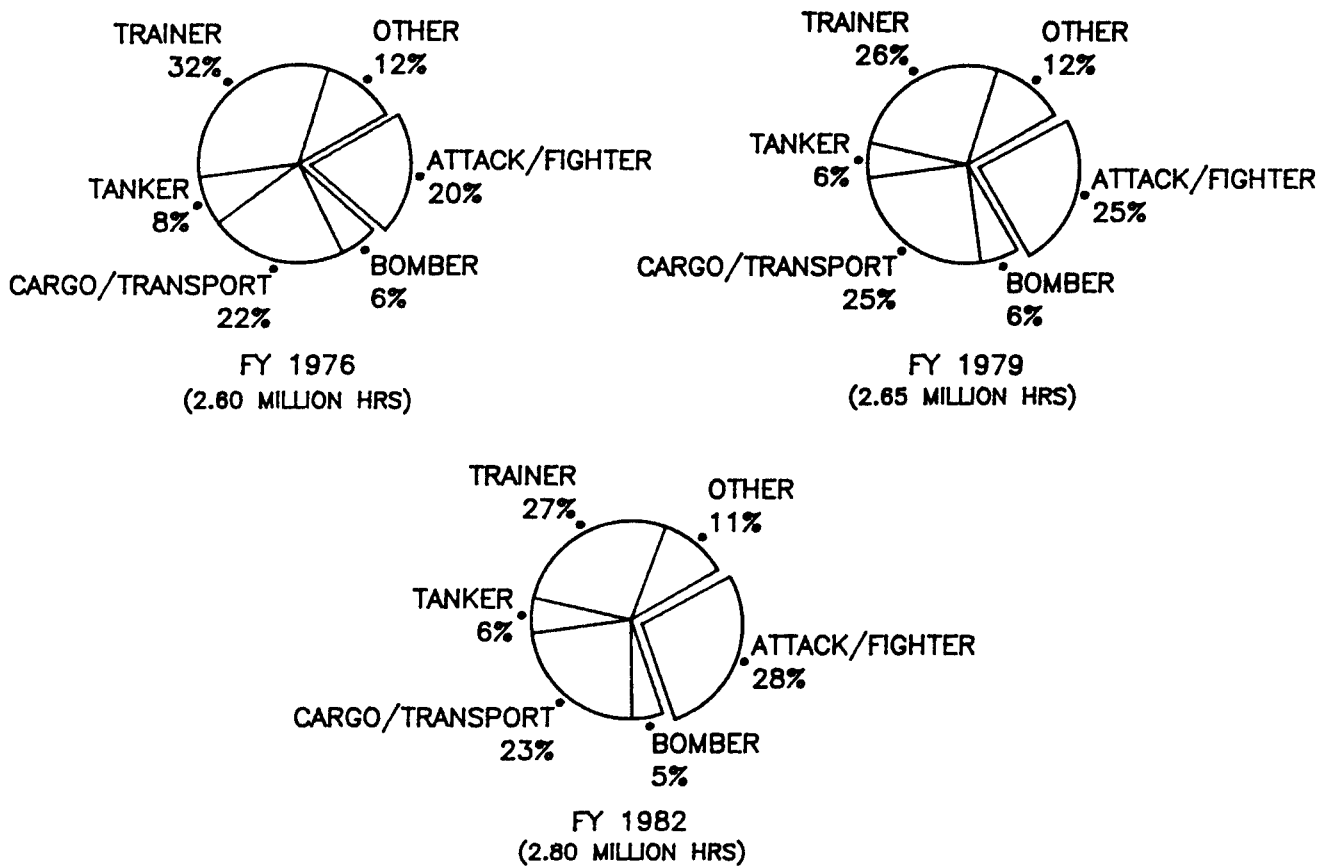 TRAINER
32%
OTHER
12%
ATTACK/FIGHTER
20%
TANKER
8%
CARGO/TRANSPORT
22%
BOMBER
6%
FY 1976
(2.60 MILLION HRS)
TRAINER
26%
OTHER
12%
TANKER
6%
ATTACK/FIGHTER
25%
CARGO/TRANSPORT
25%
BOMBER
6%
FY 1979
(2.65 MILLION HRS)
TRAINER
27%
OTHER
11%
TANKER
6%
ATTACK/FIGHTER
28%
CARGO/TRANSPORT
23%
BOMBER
5%
FY 1982
(2.80 MILLION HRS)